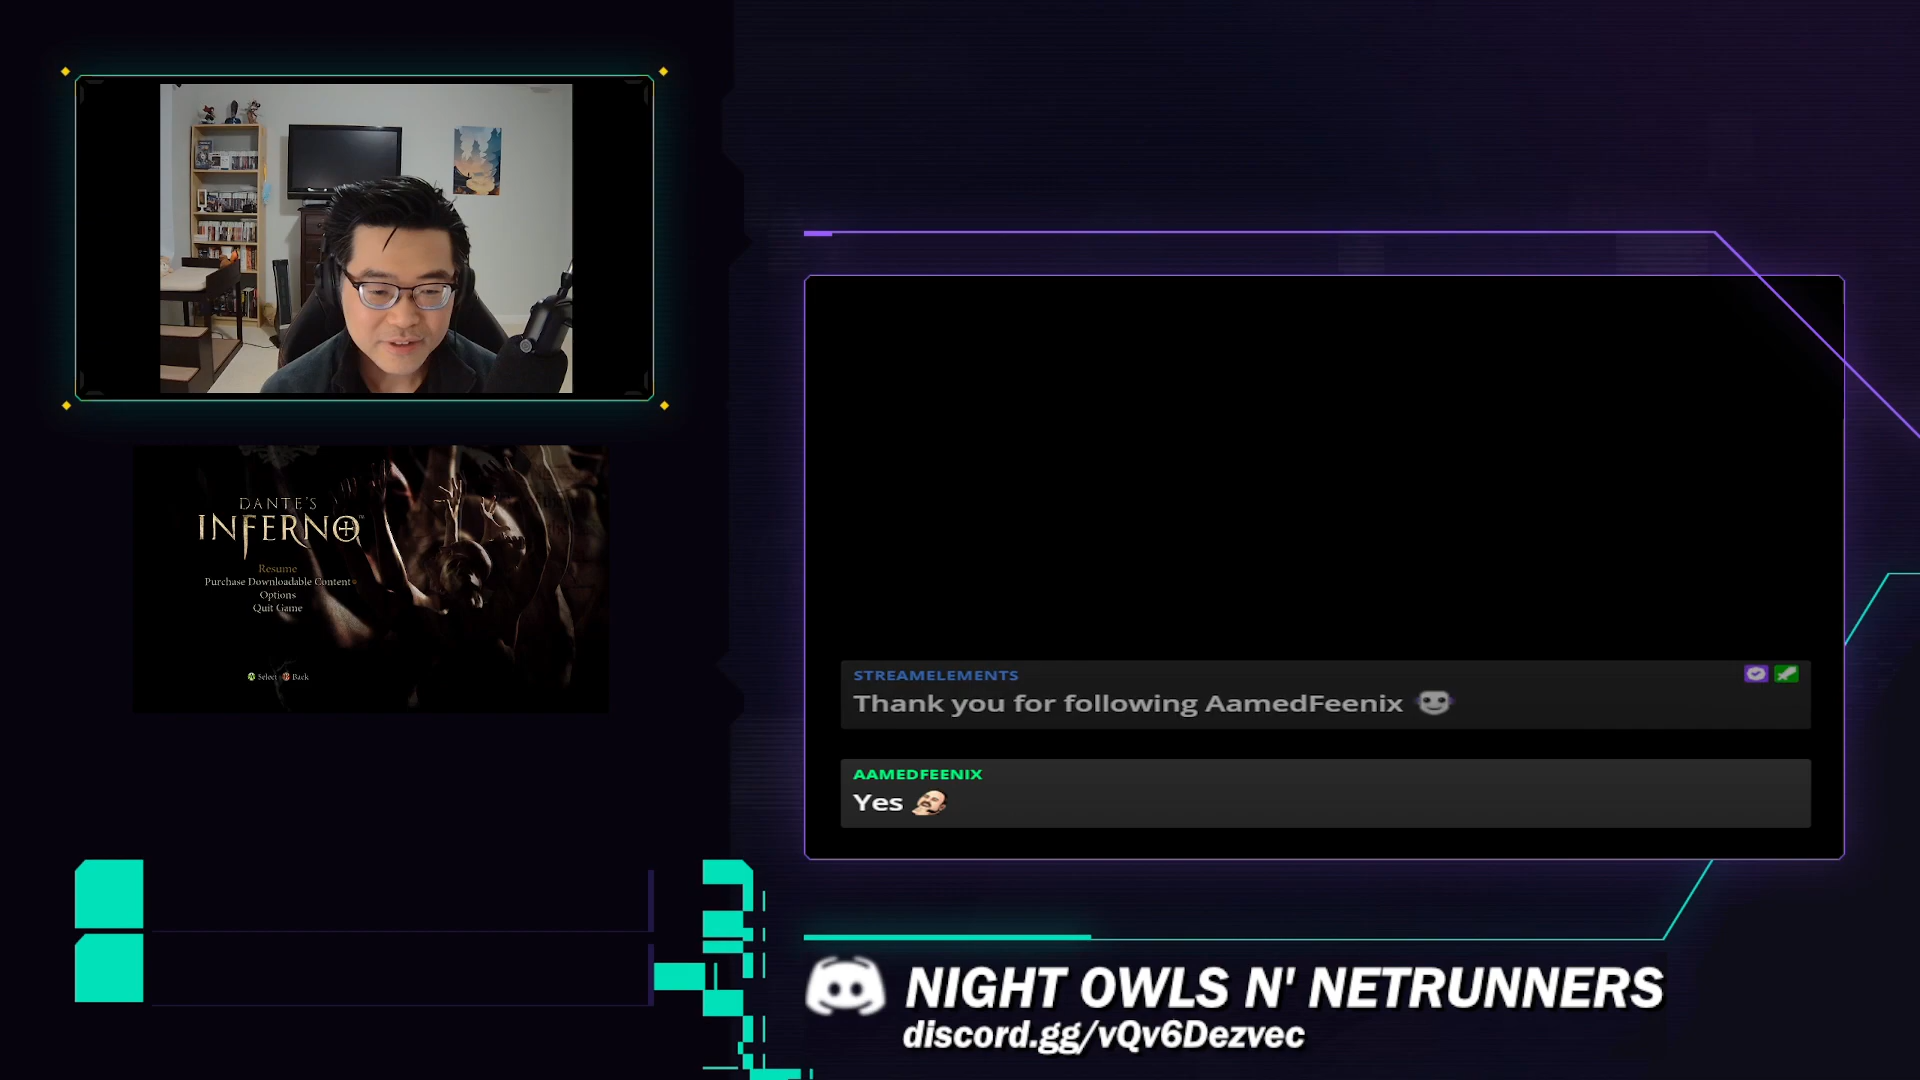 DANTE'S
INFERNO
Resume
Purchase Downloadable Content
Options
Quit Game
Select Back
STREAMELEMENTS
Thank you for following AamedFeenix
AAMEDFEENIX
Yes
NIGHT OWLS N' NETRUNNERS
discord.gg/vQv6Dezvec